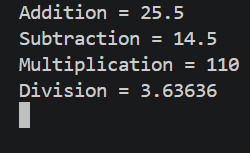 Addition = 25.5
Subtraction = 14.5
Multiplication = 110
Division = 3.63636